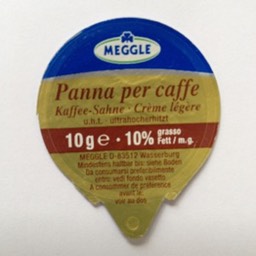 MEGGLE
Panna per caffe
Kaffee-Sahne · Crème légère
u.h.t. · ultrahocherhitzt
10g e · 10% grasso
Fett / m.g.
MEGGLE D-83512 Wasserburg
Mindestens haltbar bis: siehe Boden
Da consumarsi preferibilmente
entro: vedi fondo vasetto
A consommer de préférence
avant le:
voir au dos